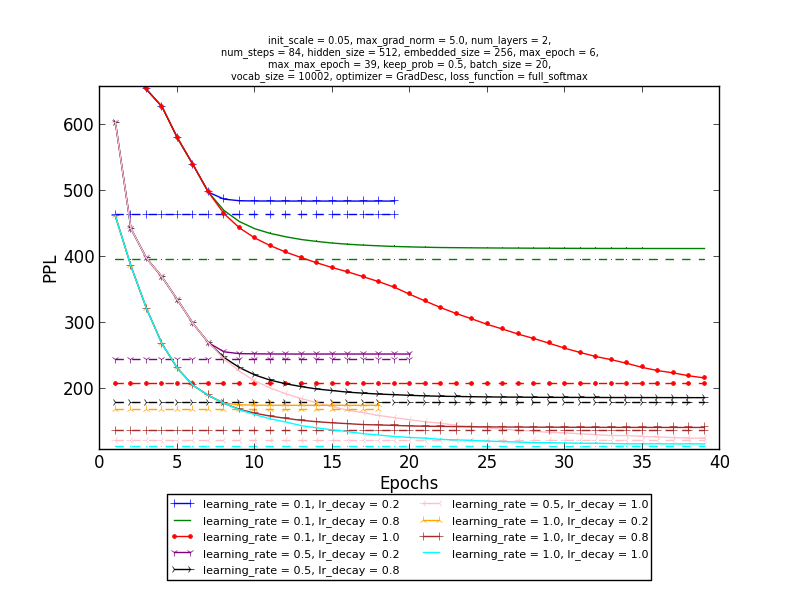 init_scale = 0.05, max_grad_norm = 5.0, num_layers = 2,
num_steps = 84, hidden_size = 512, embedded_size = 256, max_epoch = 6,
max_max_epoch = 39, keep_prob = 0.5, batch_size = 20,
vocab_size = 10002, optimizer = GradDesc, loss_function = full_softmax
600
500
400
300
200
PPL
0 5 10 15 20 25 30 35 40
Epochs
learning_rate = 0.1, lr_decay = 0.2
learning_rate = 0.1, lr_decay = 0.8
learning_rate = 0.1, lr_decay = 1.0
learning_rate = 0.5, lr_decay = 0.2
learning_rate = 0.5, lr_decay = 0.8
learning_rate = 0.5, lr_decay = 1.0
learning_rate = 1.0, lr_decay = 0.2
learning_rate = 1.0, lr_decay = 0.8
learning_rate = 1.0, lr_decay = 1.0